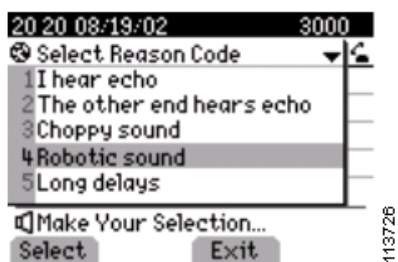 20 20 08/19/02 3000
Select Reason Code
1 I hear echo
2 The other end hears echo
3 Choppy sound
4 Robotic sound
5 Long delays
Make Your Selection...
Select Exit
113726